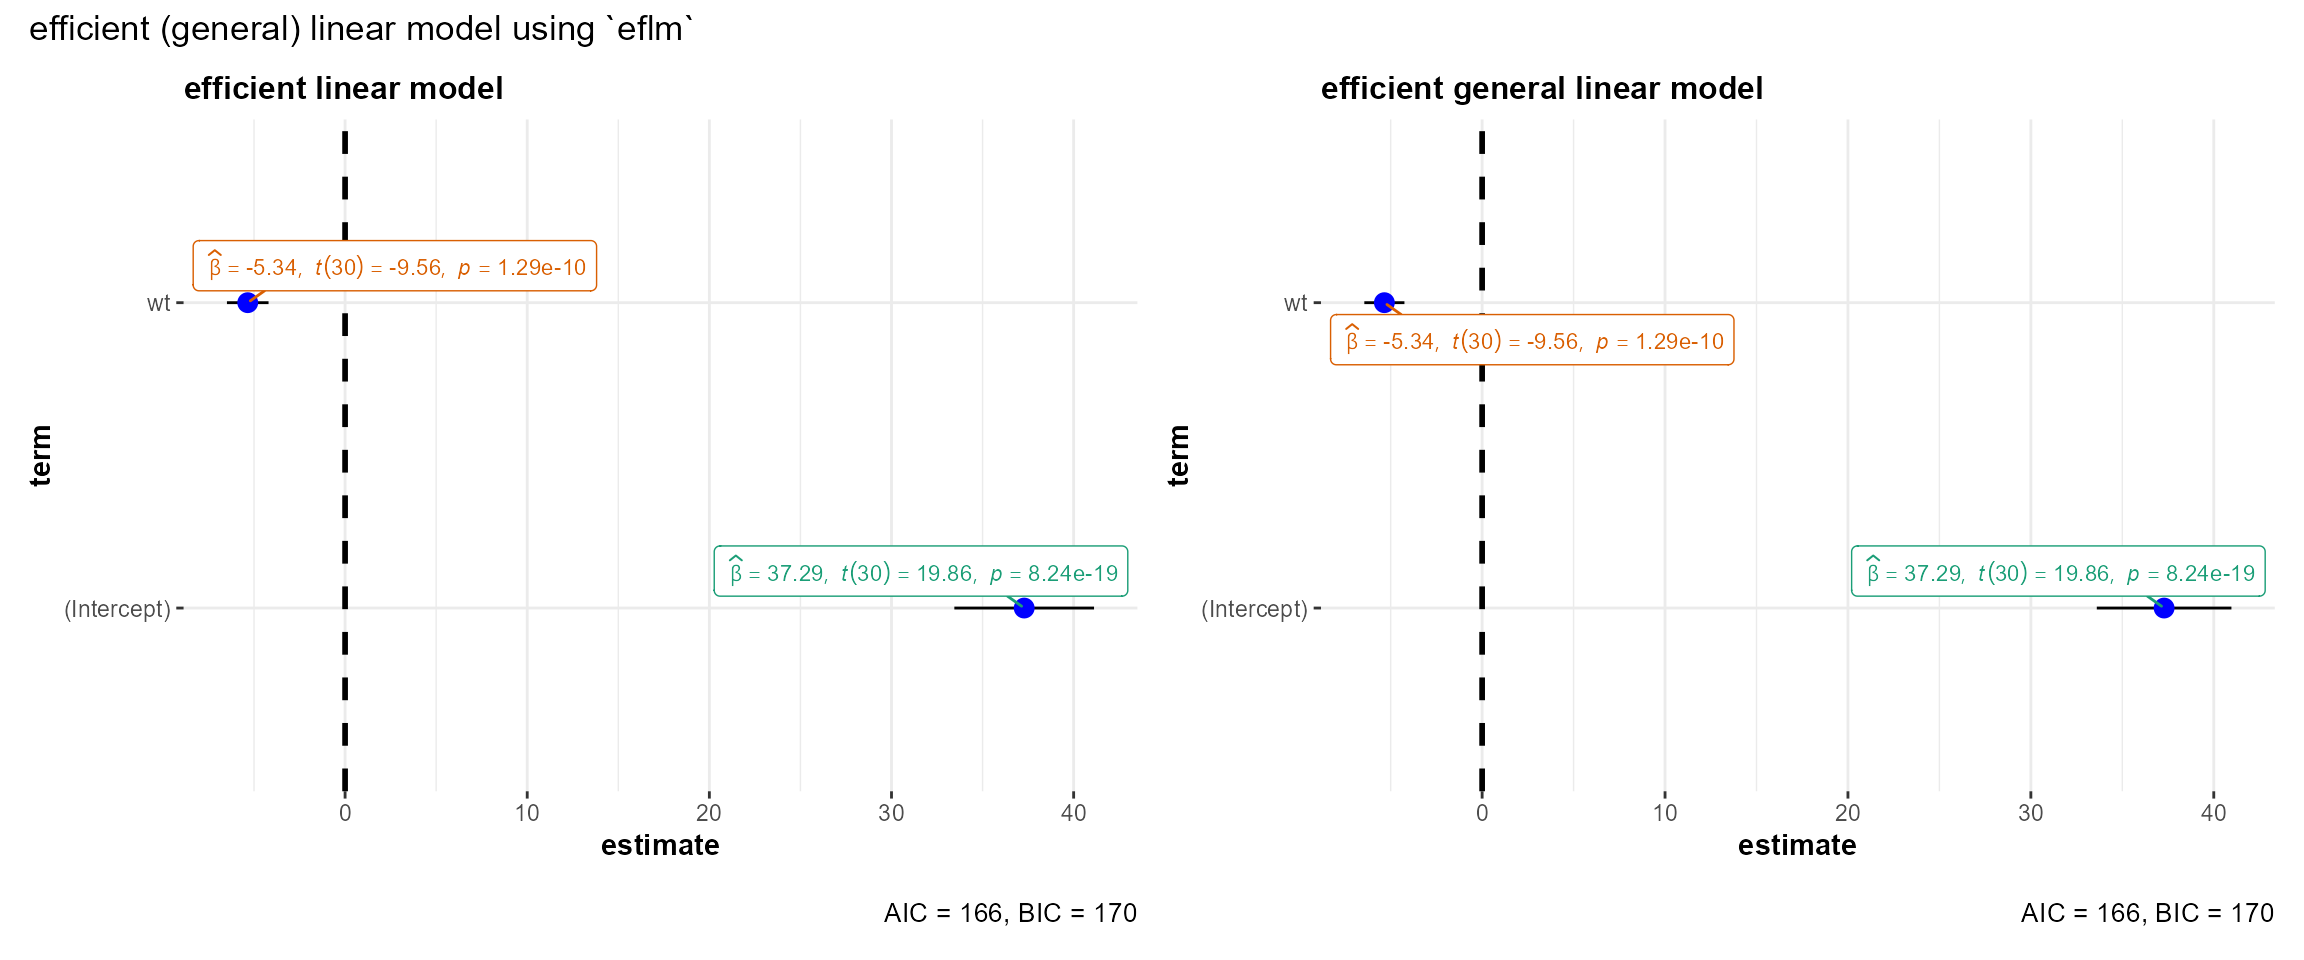 efficient (general) linear model using `eflm`
efficient linear model
β̂ = -5.34, t(30) = -9.56, p = 1.29e-10
wt
term
β̂ = 37.29, t(30) = 19.86, p = 8.24e-19
(Intercept)
0 10 20 30 40
estimate
AIC = 166, BIC = 170
efficient general linear model
wt
β̂ = -5.34, t(30) = -9.56, p = 1.29e-10
term
β̂ = 37.29, t(30) = 19.86, p = 8.24e-19
(Intercept)
0 10 20 30 40
estimate
AIC = 166, BIC = 170